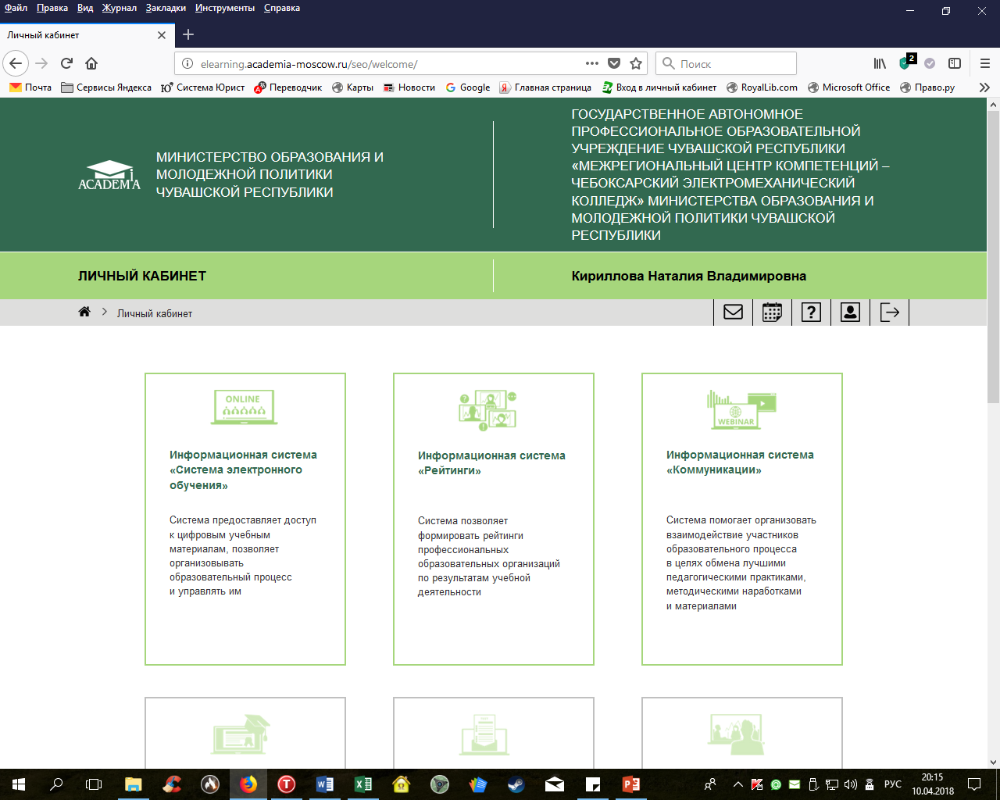 Файл Правка Вид Журнал Закладки Инструменты Справка
Личный кабинет
elearning.academia-moscow.ru/seo/welcome/
Поиск
2
Почта Сервисы Яндекса Система Юрист Переводчик Карты Новости Google Главная страница Вход в личный кабинет RoyalLib.com Microsoft Office Право.ру
ACADEMIA
МИНИСТЕРСТВО ОБРАЗОВАНИЯ И
МОЛОДЕЖНОЙ ПОЛИТИКИ
ЧУВАШСКОЙ РЕСПУБЛИКИ
ГОСУДАРСТВЕННОЕ АВТОНОМНОЕ
ПРОФЕССИОНАЛЬНОЕ ОБРАЗОВАТЕЛЬНОЙ
УЧРЕЖДЕНИЕ ЧУВАШСКОЙ РЕСПУБЛИКИ
«МЕЖРЕГИОНАЛЬНЫЙ ЦЕНТР КОМПЕТЕНЦИЙ –
ЧЕБОКСАРСКИЙ ЭЛЕКТРОМЕХАНИЧЕСКИЙ
КОЛЛЕДЖ» МИНИСТЕРСТВА ОБРАЗОВАНИЯ И
МОЛОДЕЖНОЙ ПОЛИТИКИ ЧУВАШСКОЙ
РЕСПУБЛИКИ
ЛИЧНЫЙ КАБИНЕТ
Кириллова Наталия Владимировна
Личный кабинет
ONLINE
Информационная система
«Система электронного
обучения»
Система предоставляет доступ
к цифровым учебным
материалам, позволяет
организовывать
образовательный процесс
и управлять им
Информационная система
«Рейтинги»
Система позволяет
формировать рейтинги
профессиональных
образовательных организаций
по результатам учебной
деятельности
WEBINAR
Информационная система
«Коммуникации»
Система помогает организовать
взаимодействие участников
образовательного процесса
в целях обмена лучшими
педагогическими практиками,
методическими наработками
и материалами
РУС
20:15
10.04.2018